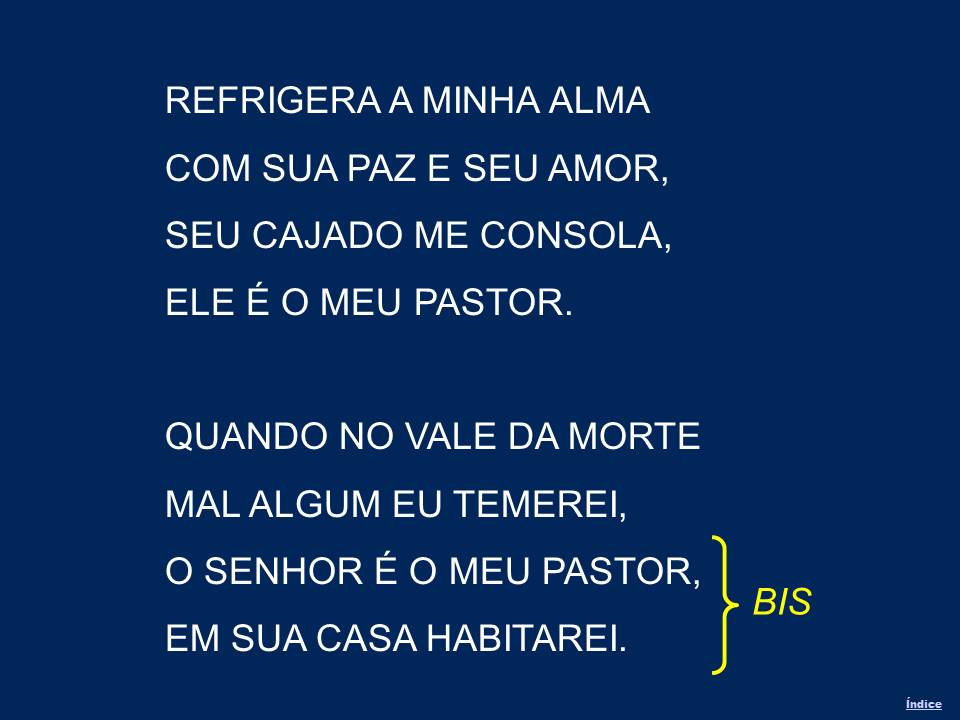 REFRIGERA A MINHA ALMA
COM SUA PAZ E SEU AMOR,
SEU CAJADO ME CONSOLA,
ELE É O MEU PASTOR.
QUANDO NO VALE DA MORTE
MAL ALGUM EU TEMEREI,
O SENHOR É O MEU PASTOR,
EM SUA CASA HABITAREI.
BIS
Índice